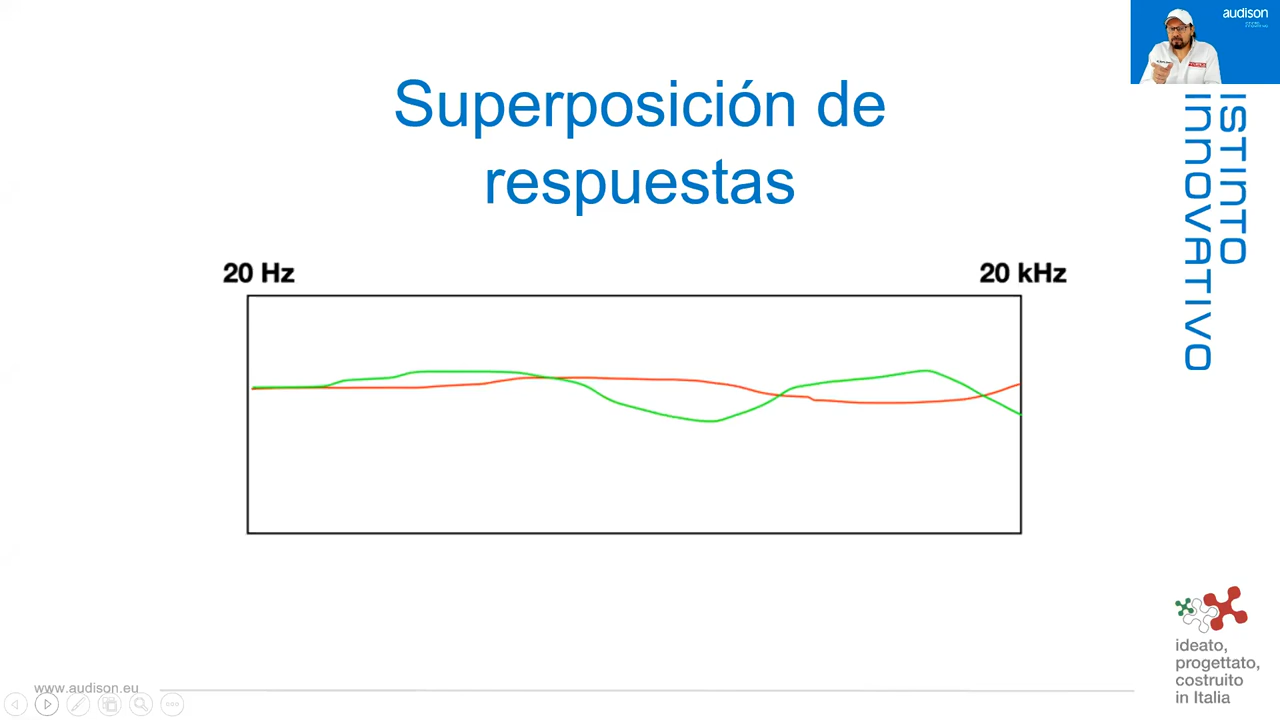 audison
Superposición de
respuestas
ISTINTO
INNOVATIVO
20 Hz
20 kHz
ideato,
progettato,
costruito
in Italia
www.audison.eu